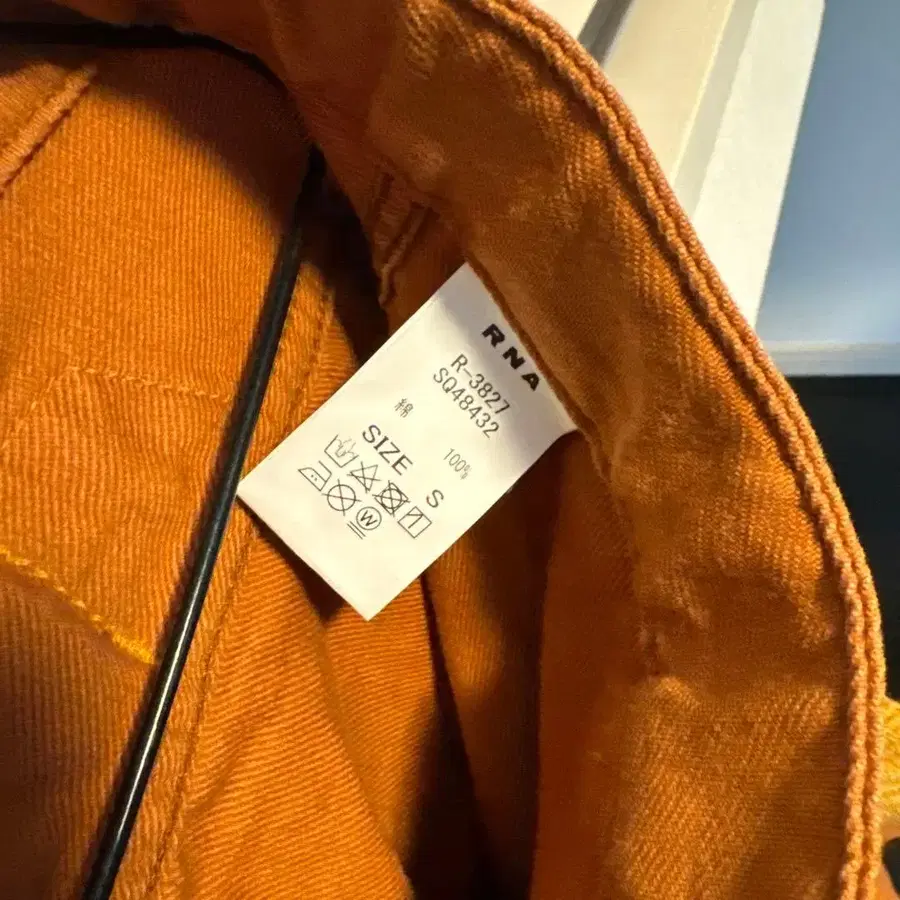 RNA
R-3827
SQ48432
綿 100%
SIZE S
W